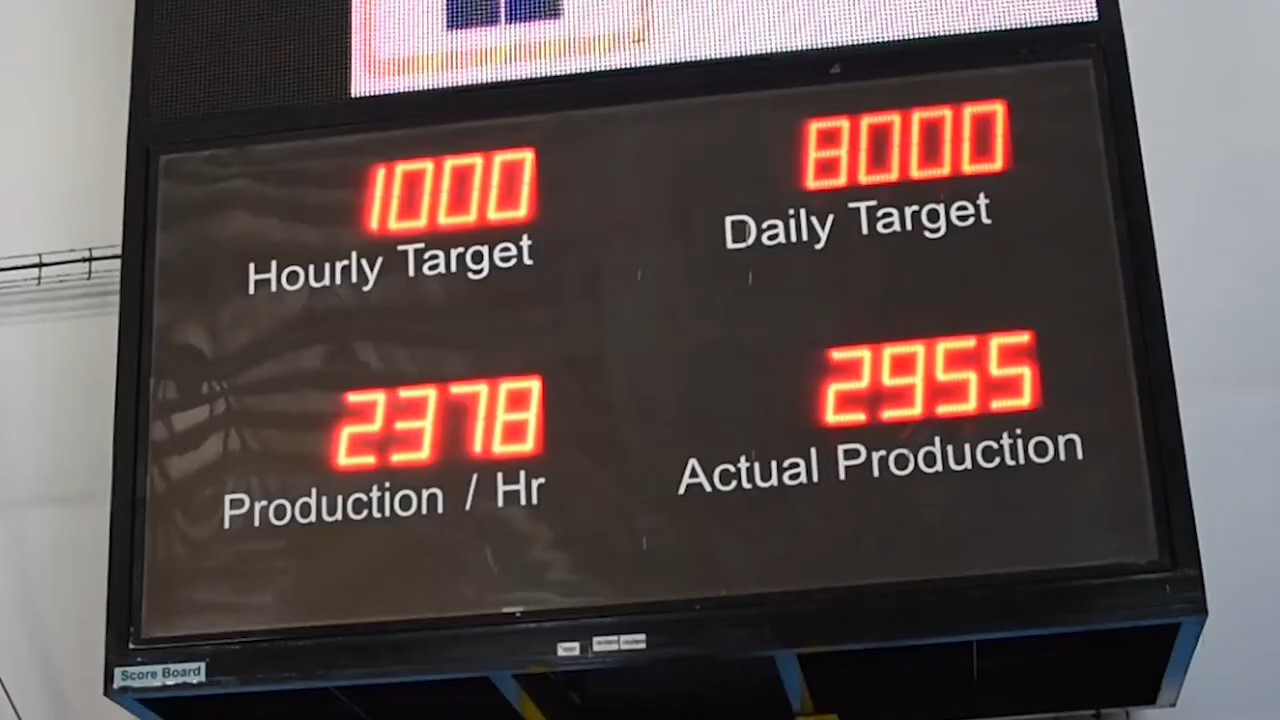 1000
Hourly Target
8000
Daily Target
2378
Production / Hr
2955
Actual Production
Score Board